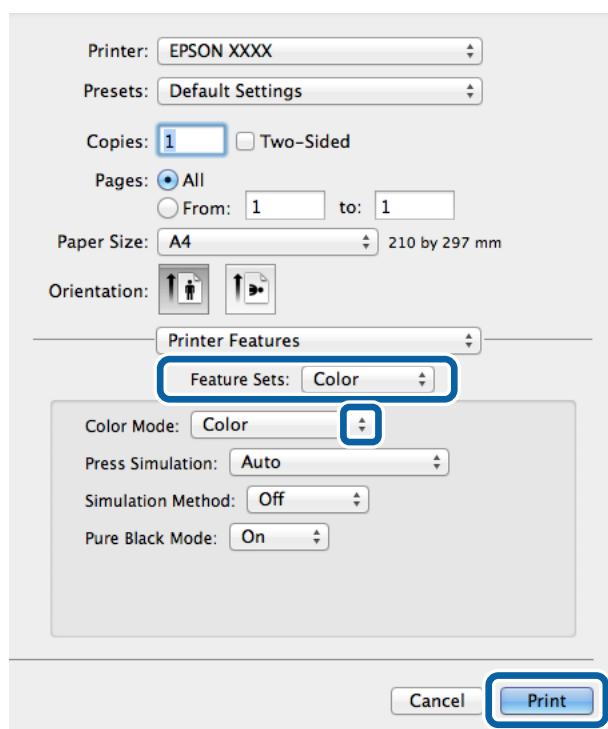 Printer: EPSON XXXX
Presets: Default Settings
Copies: 1 Two-Sided
Pages: All
From: 1 to: 1
Paper Size: A4 210 by 297 mm
Orientation:
Printer Features
Feature Sets: Color
Color Mode: Color
Press Simulation: Auto
Simulation Method: Off
Pure Black Mode: On
Cancel Print